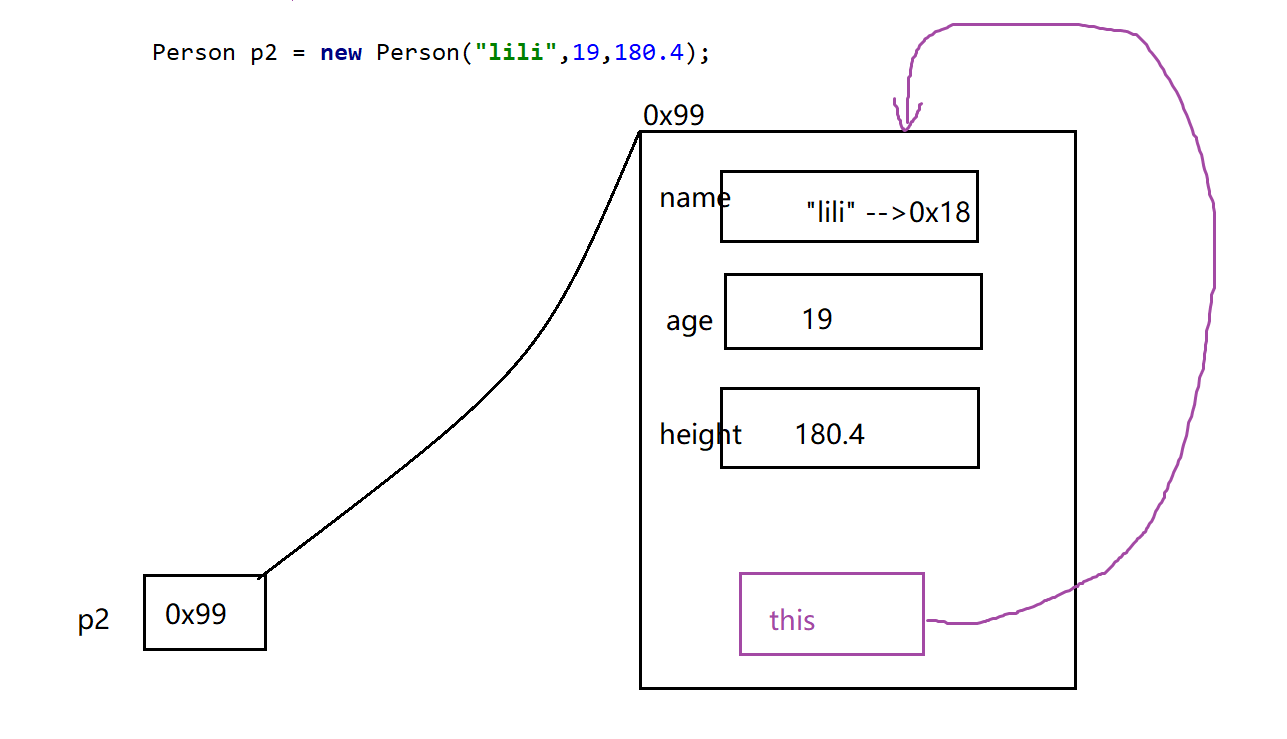 Person p2 = new Person("lili",19,180.4);
0x99
name
"lili" -->0x18
age
19
height
180.4
this
p2
0x99